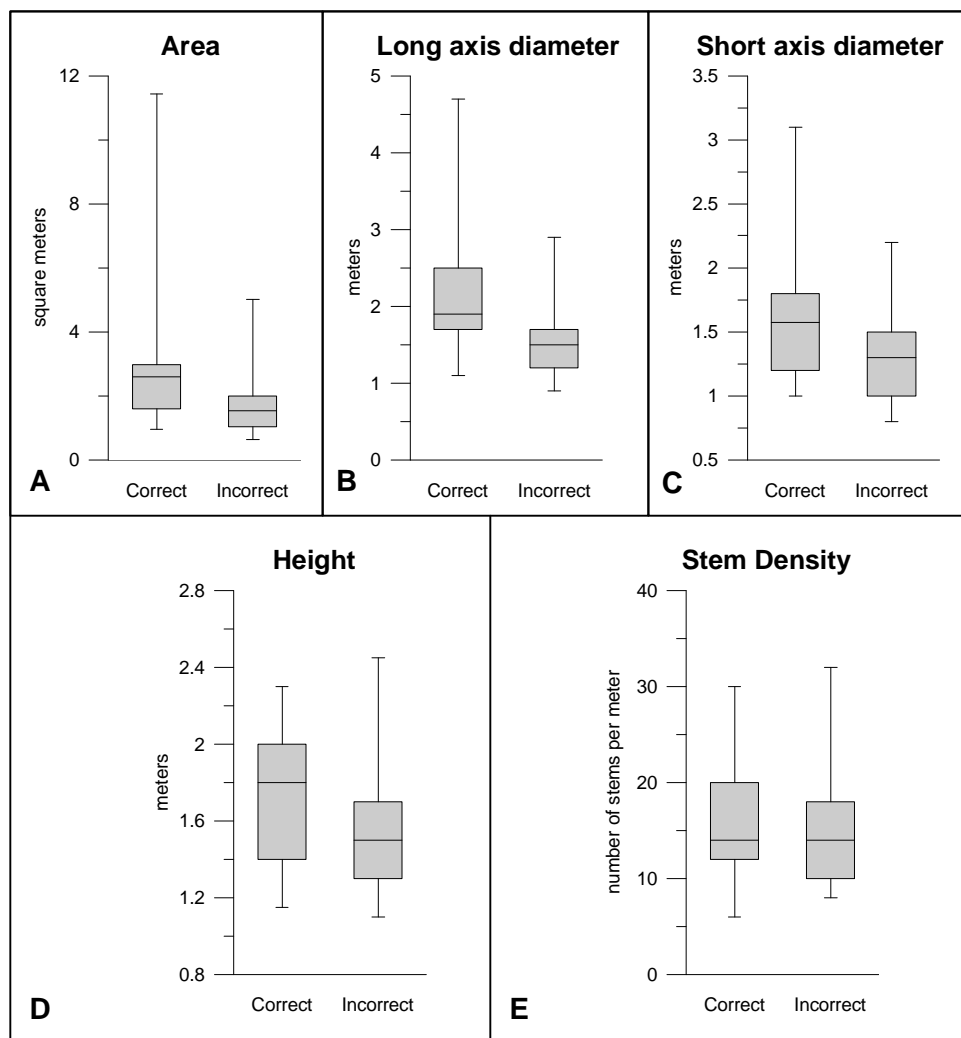 Area
12
8
4
0
square meters
Correct Incorrect
A
Long axis diameter
5
4
3
2
1
0
meters
Correct Incorrect
B
Short axis diameter
3.5
3
2.5
2
1.5
1
0.5
meters
Correct Incorrect
C
Height
2.8
2.4
2
1.6
1.2
0.8
meters
Correct Incorrect
D
Stem Density
40
30
20
10
0
number of stems per meter
Correct Incorrect
E